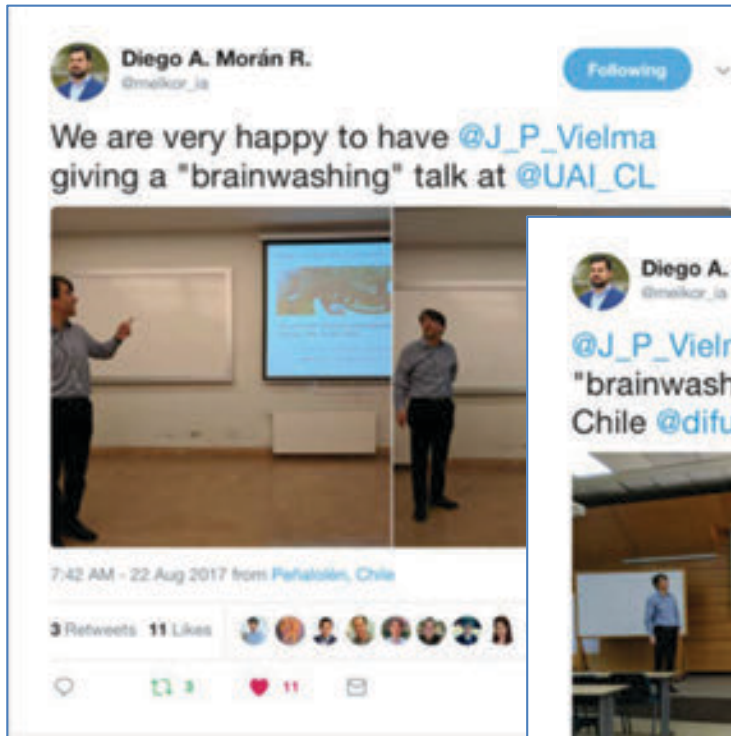 Diego A. Morán R.
@melkor_ia
Following
We are very happy to have @J_P_Vielma
giving a "brainwashing" talk at @UAI_CL
7:42 AM - 22 Aug 2017 from Peñalolén, Chile
3 Retweets 11 Likes
3
11
Diego A.
@melkor_ia
@J_P_Vielm
"brainwash
Chile @difu